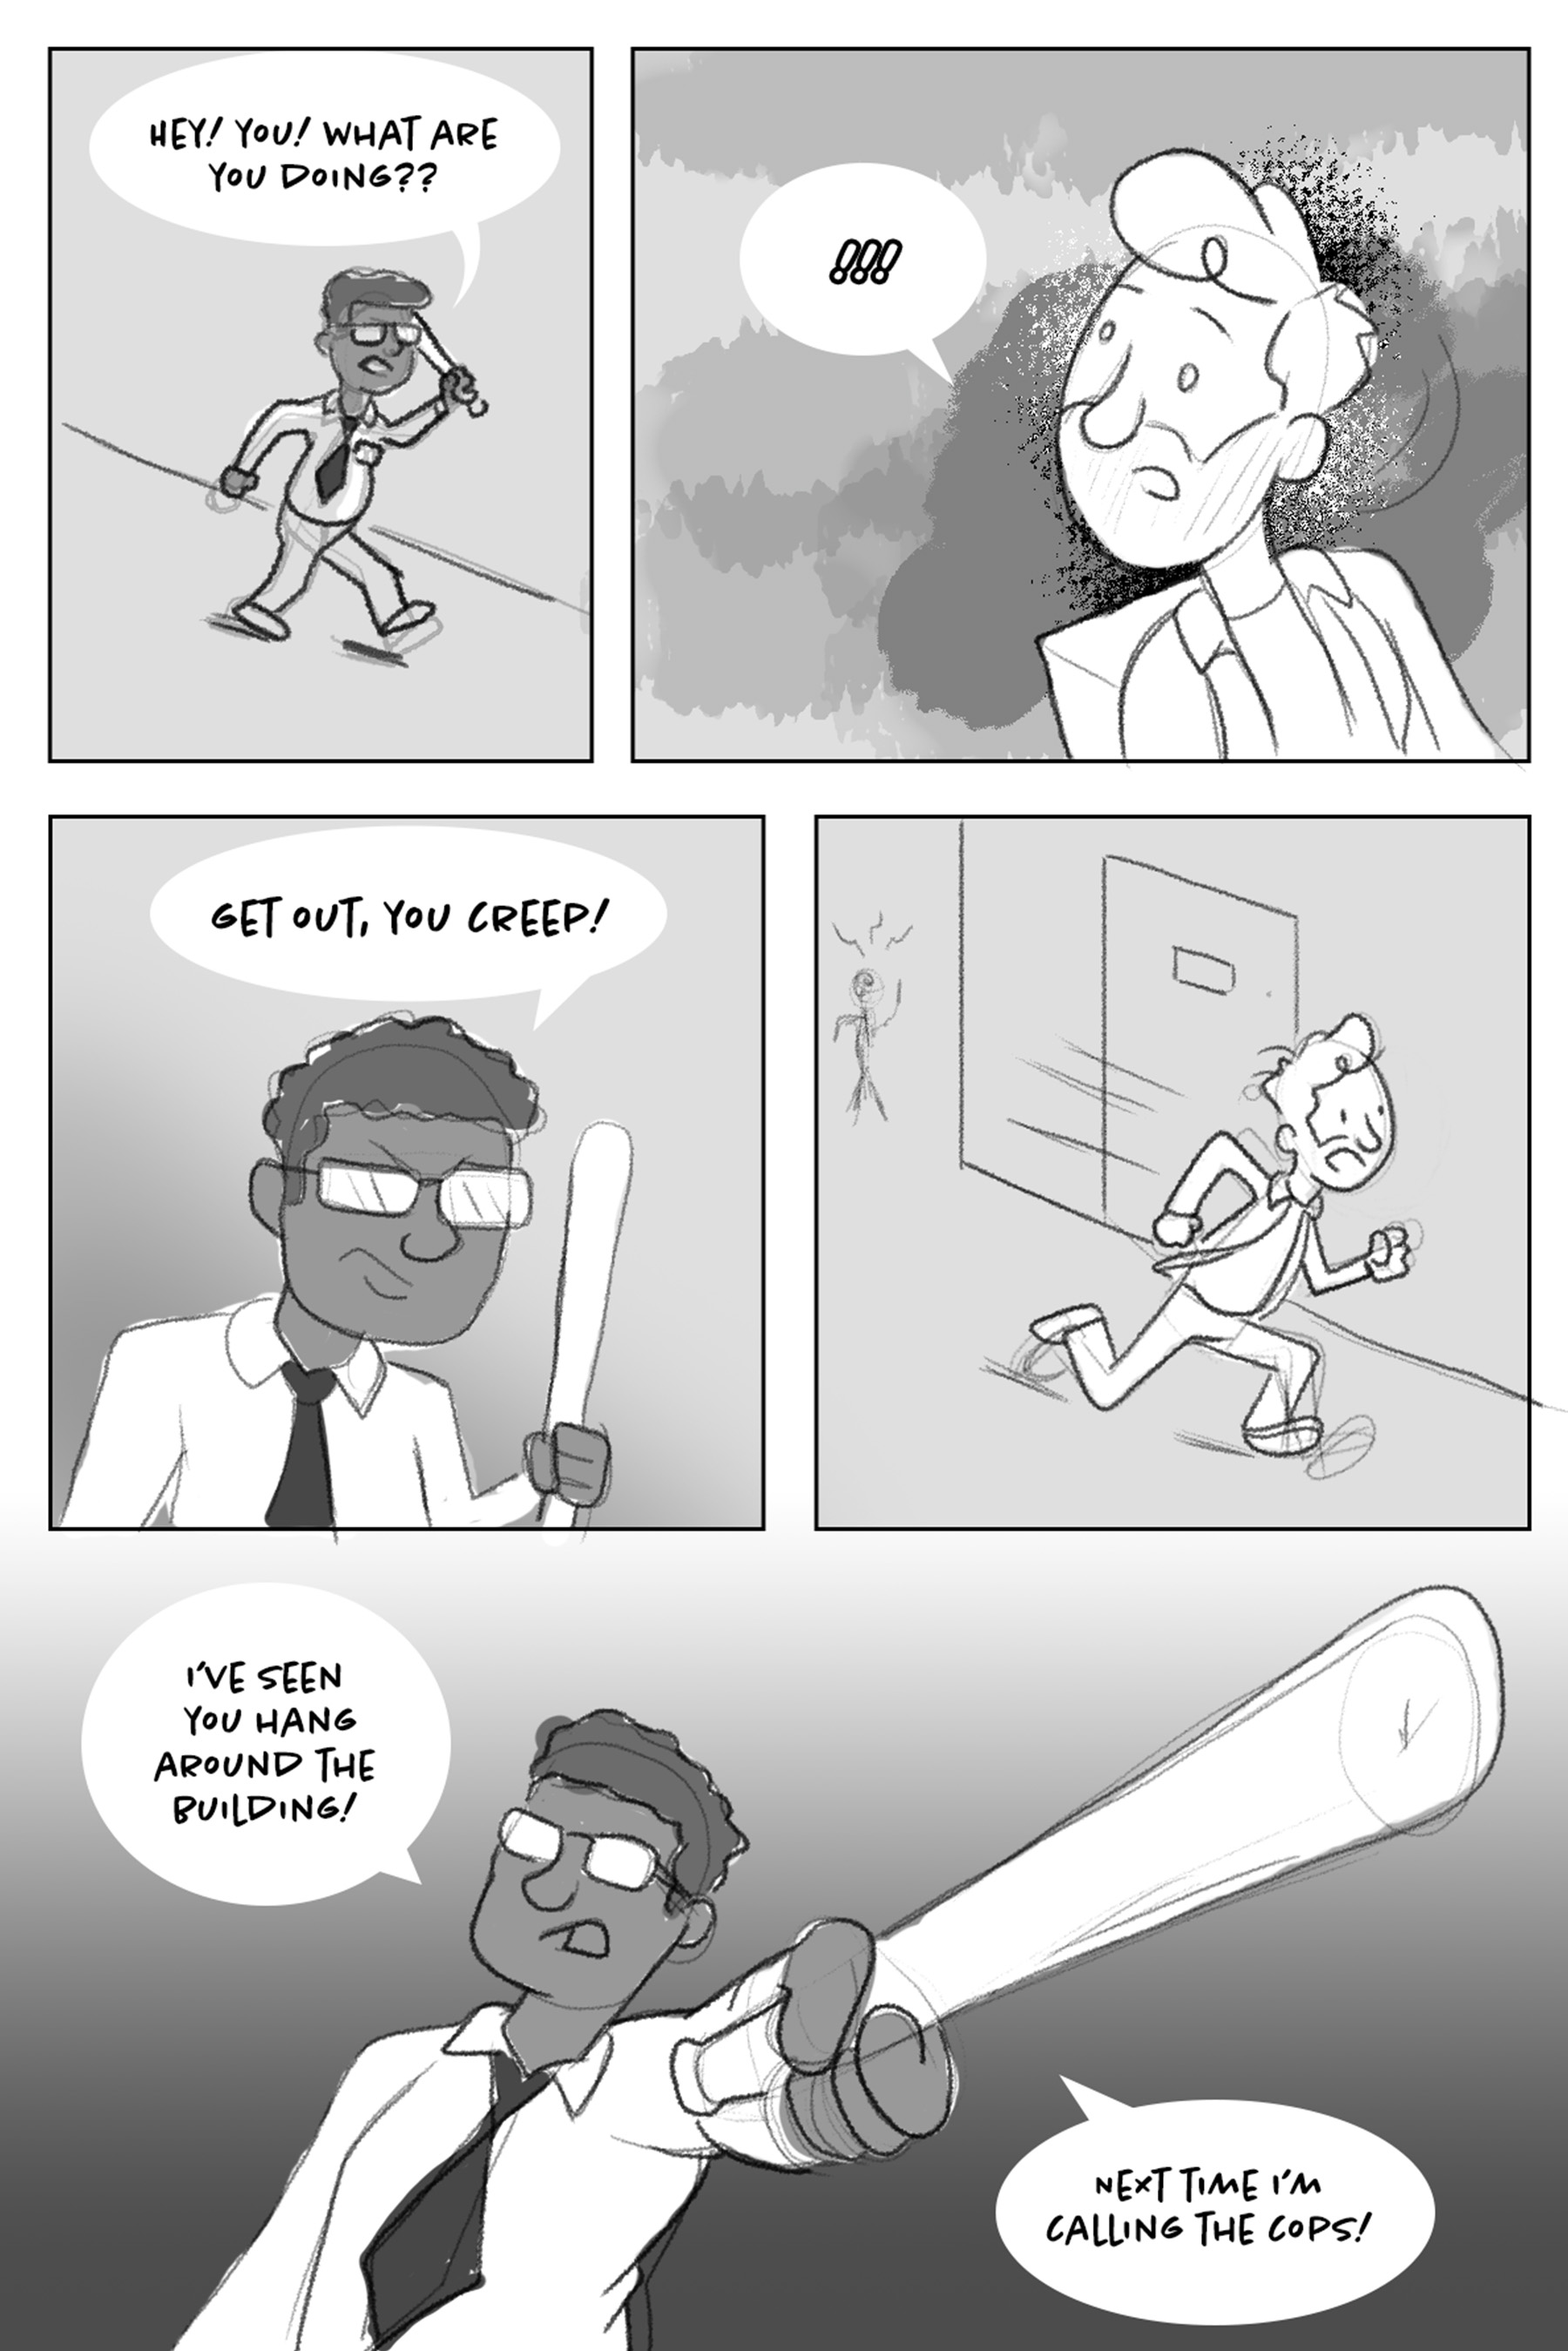 HEY! YOU! WHAT ARE
YOU DOING??
!!!
GET OUT, YOU CREEP!
I'VE SEEN
YOU HANG
AROUND THE
BUILDING!
NEXT TIME I'M
CALLING THE COPS!